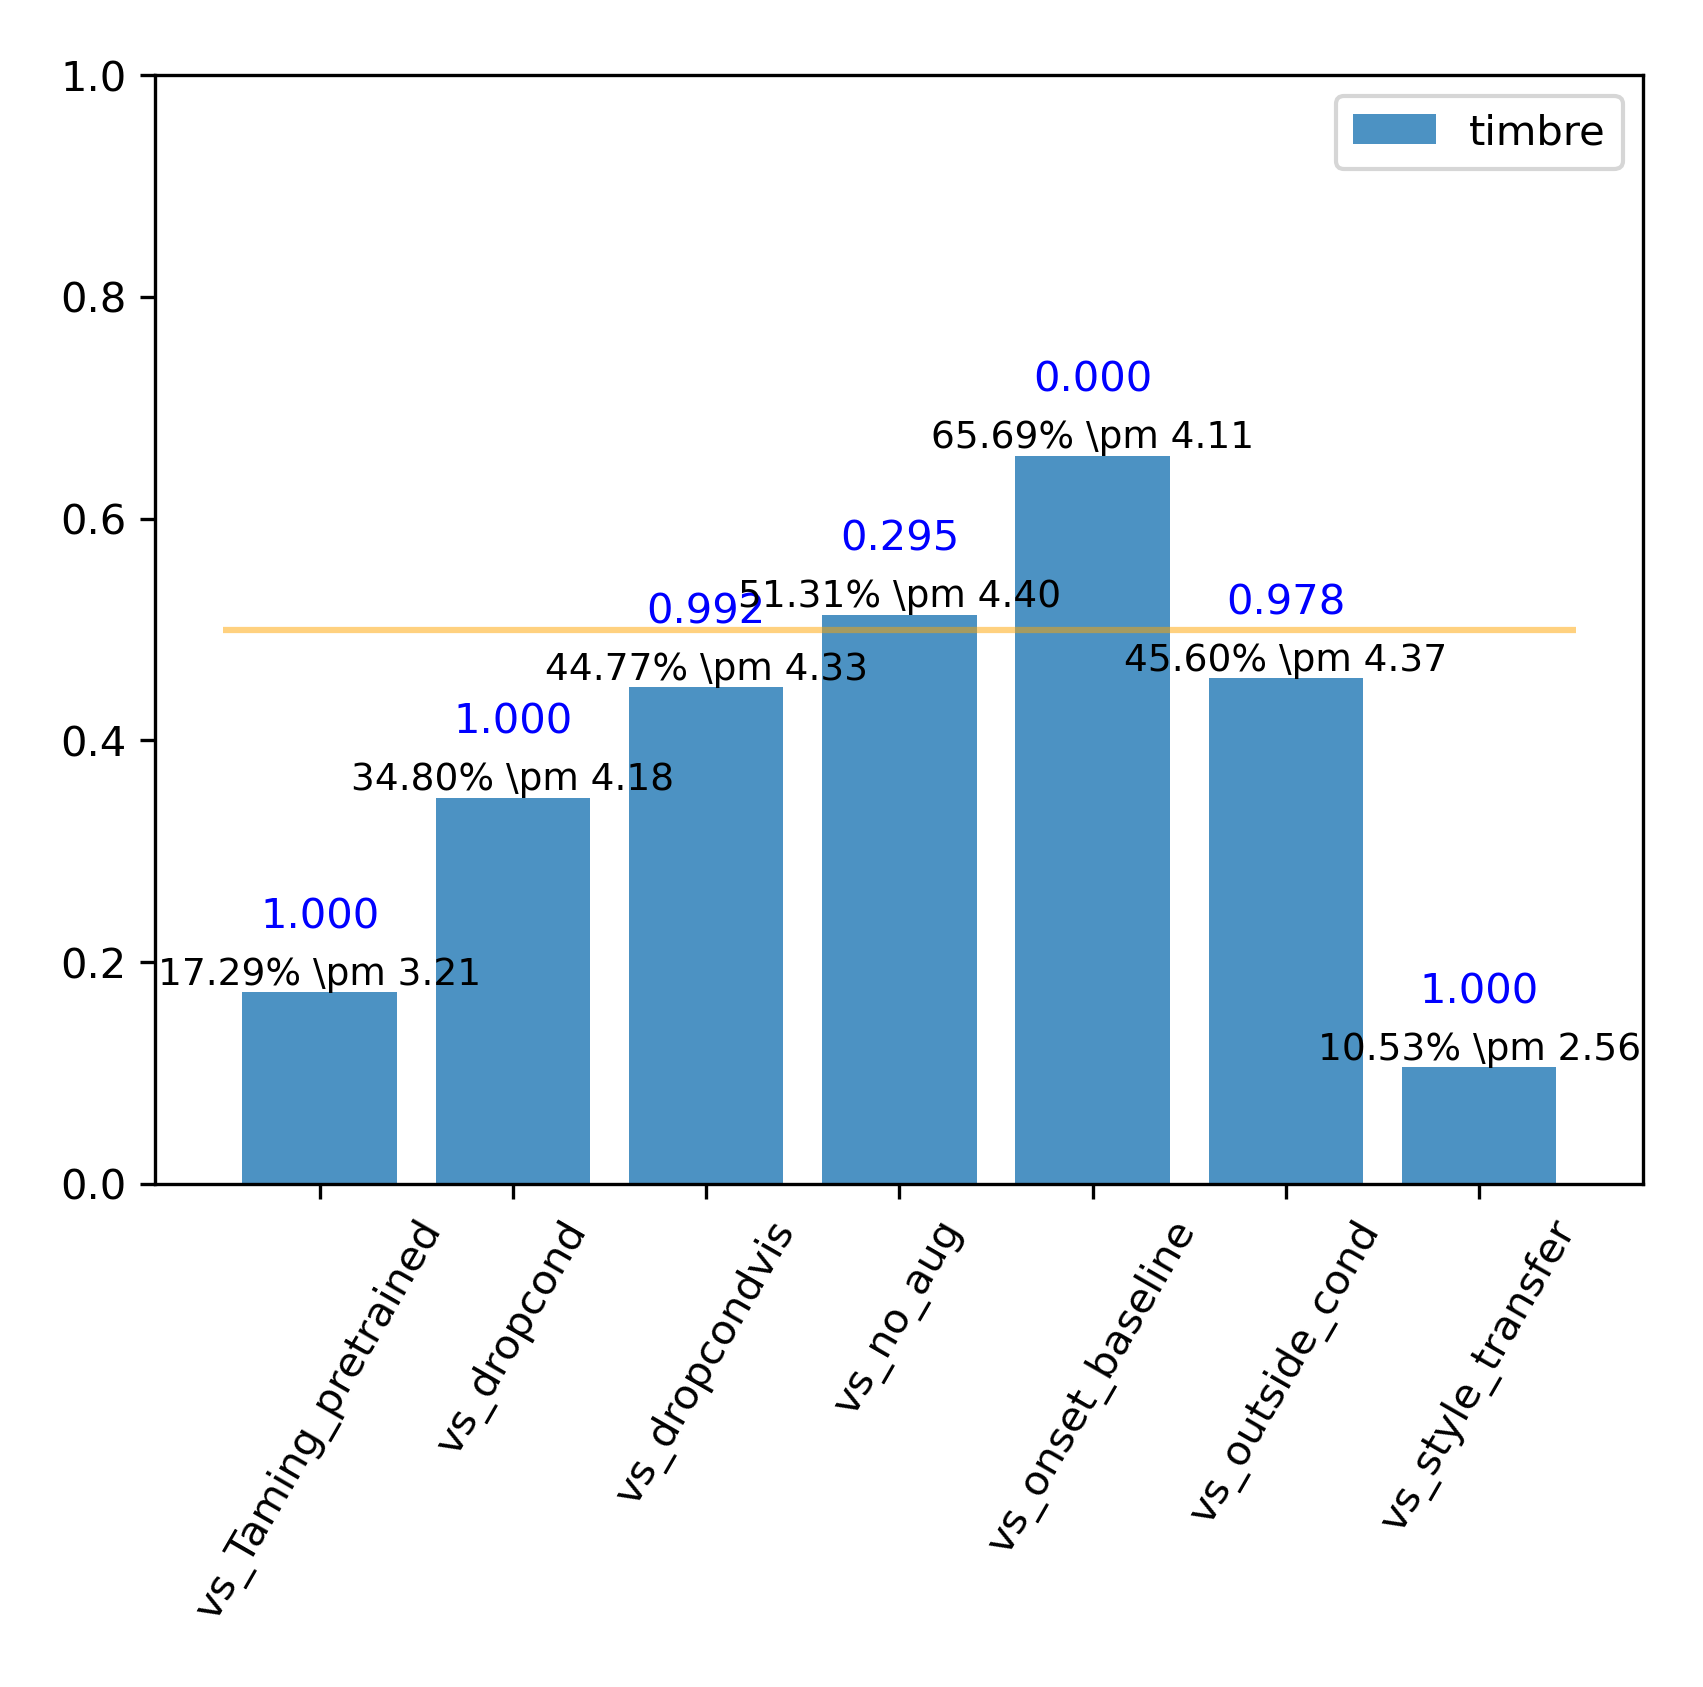 1.0
0.8
0.6
0.4
0.2
0.0
timbre
1.000
17.29% \pm 3.21
1.000
34.80% \pm 4.18
0.992
44.77% \pm 4.33
0.295
51.31% \pm 4.40
0.000
65.69% \pm 4.11
0.978
45.60% \pm 4.37
1.000
10.53% \pm 2.56
vs_Taming_pretrained
vs_dropcond
vs_dropcondvis
vs_no_aug
vs_onset_baseline
vs_outside_cond
vs_style_transfer